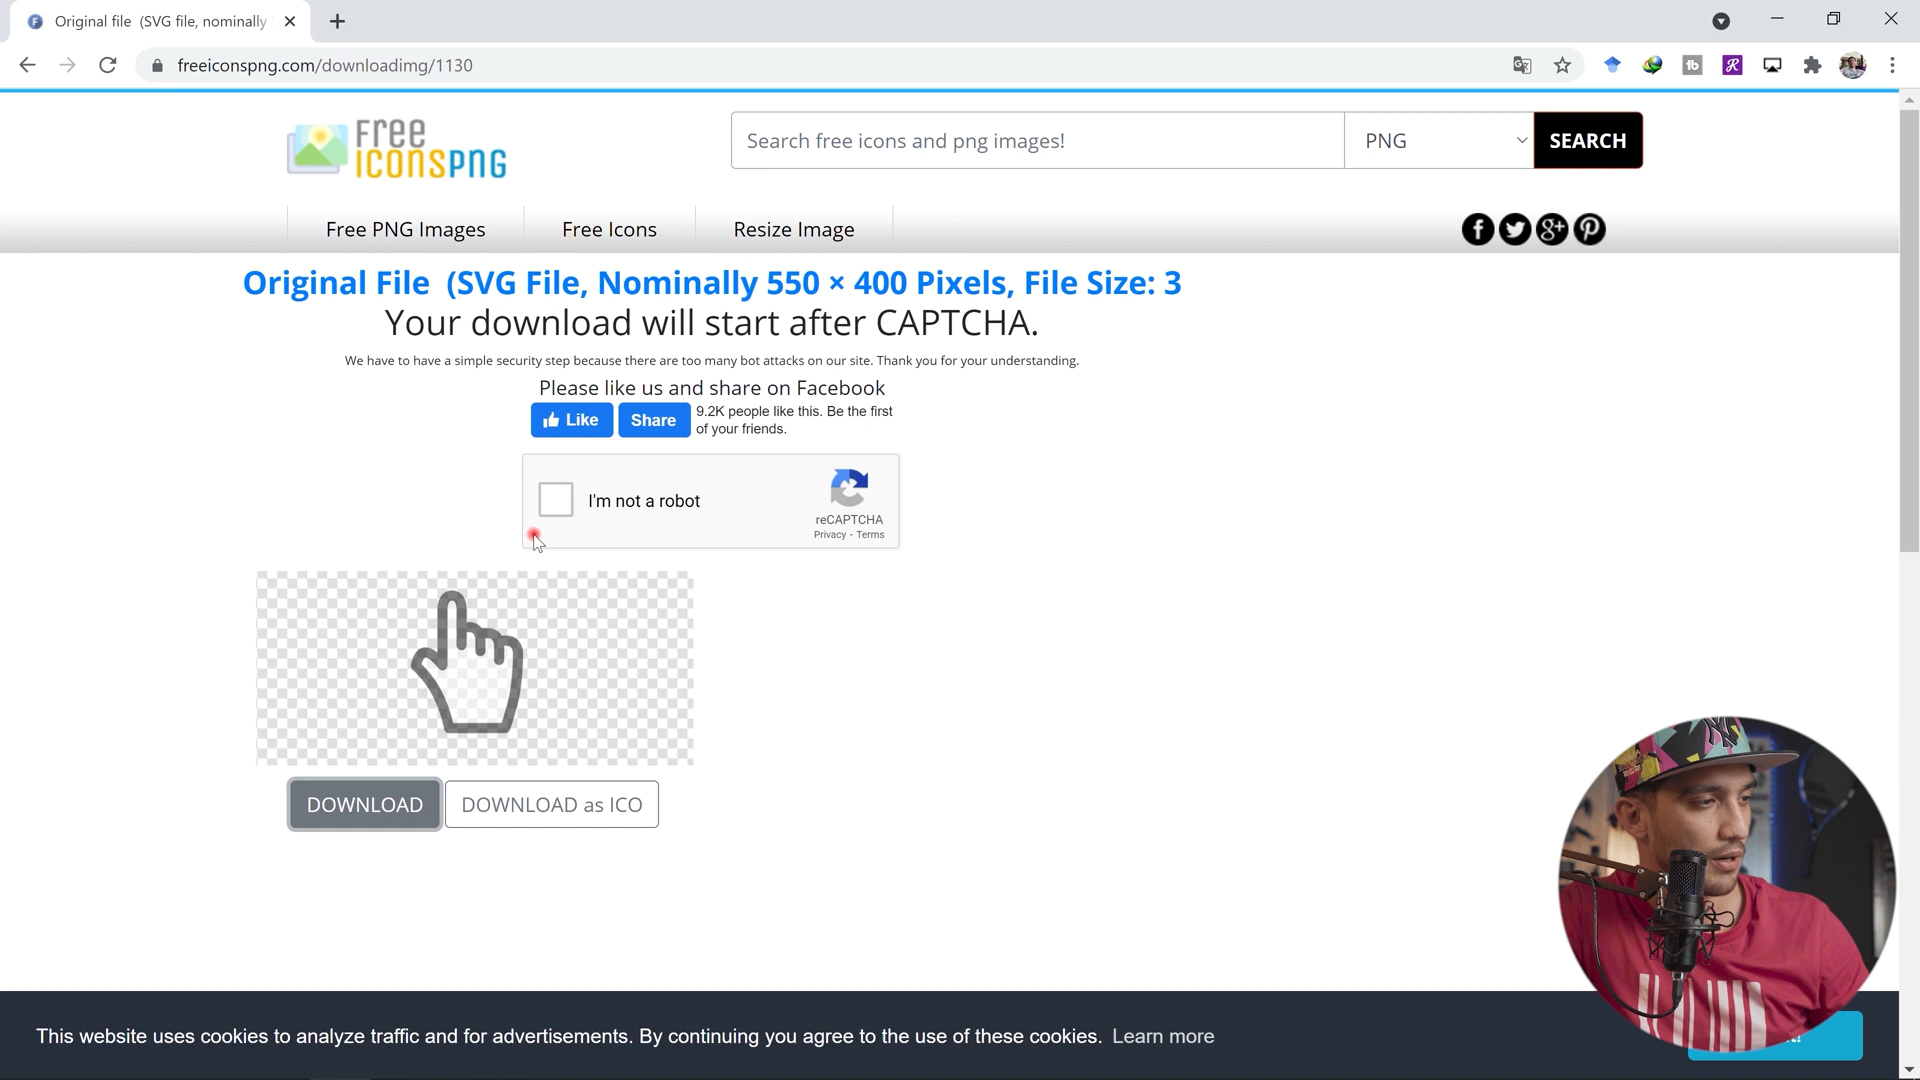 Original file (SVG file, nominally
freeiconspng.com/downloadimg/1130
FREE
ICONSPNG
Search free icons and png images!
PNG
SEARCH
Free PNG Images
Free Icons
Resize Image
Original File (SVG File, Nominally 550 × 400 Pixels, File Size: 3
Your download will start after CAPTCHA.
We have to have a simple security step because there are too many bot attacks on our site. Thank you for your understanding.
Please like us and share on Facebook
Like
Share
9.2K people like this. Be the first
of your friends.
I'm not a robot
reCAPTCHA
Privacy - Terms
DOWNLOAD
DOWNLOAD as ICO
This website uses cookies to analyze traffic and for advertisements. By continuing you agree to the use of these cookies. Learn more